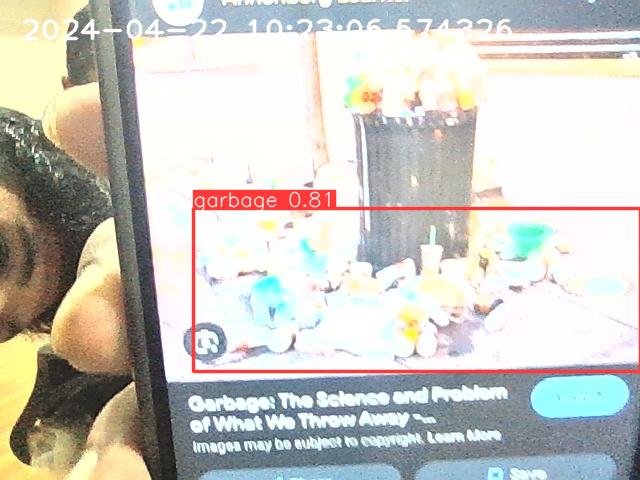 2024-04-22 10:23:06.574326
garbage 0.81
Garbage: The Science and Problem
of What We Throw Away -...
Images may be subject to copyright. Learn More
Share
Save